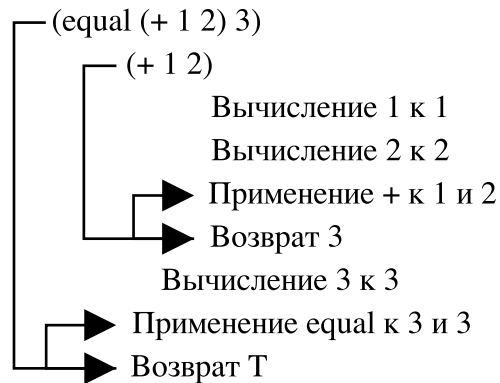 (equal (+ 1 2) 3)
(+ 1 2)
Вычисление 1 к 1
Вычисление 2 к 2
Применение + к 1 и 2
Возврат 3
Вычисление 3 к 3
Применение equal к 3 и 3
Возврат T